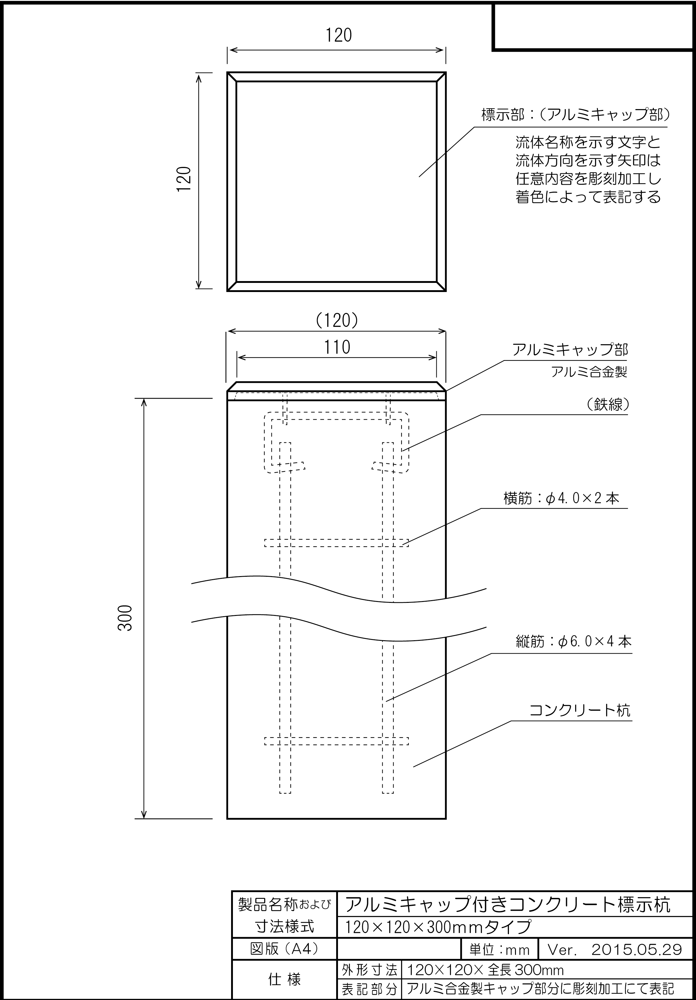 120
120
標示部：（アルミキャップ部）
流体名称を示す文字と
流体方向を示す矢印は
任意内容を彫刻加工し
着色によって表記する
（120）
110
アルミキャップ部
アルミ合金製
（鉄線）
横筋：φ4.0×2本
300
縦筋：φ6.0×4本
コンクリート杭
製品名称および
寸法様式
アルミキャップ付きコンクリート標示杭
120×120×300mmタイプ
図版（A4）
単位：mm
Ver. 2015.05.29
仕様
外形寸法
120×120×全長300mm
表記部分
アルミ合金製キャップ部分に彫刻加工にて表記